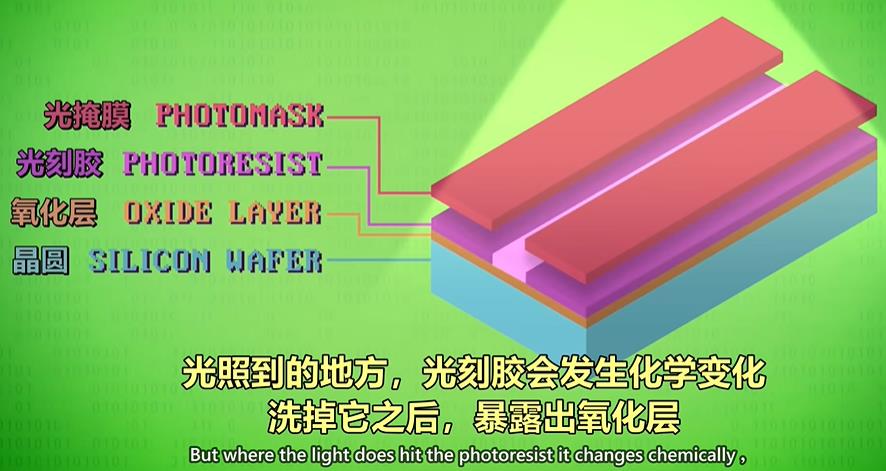 光掩膜 PHOTOMASK
光刻胶 PHOTORESIST
氧化层 OXIDE LAYER
晶圆 SILICON WAFER
光照到的地方，光刻胶会发生化学变化
洗掉它之后，暴露出氧化层
But where the light does hit the photoresist it changes chemically ,